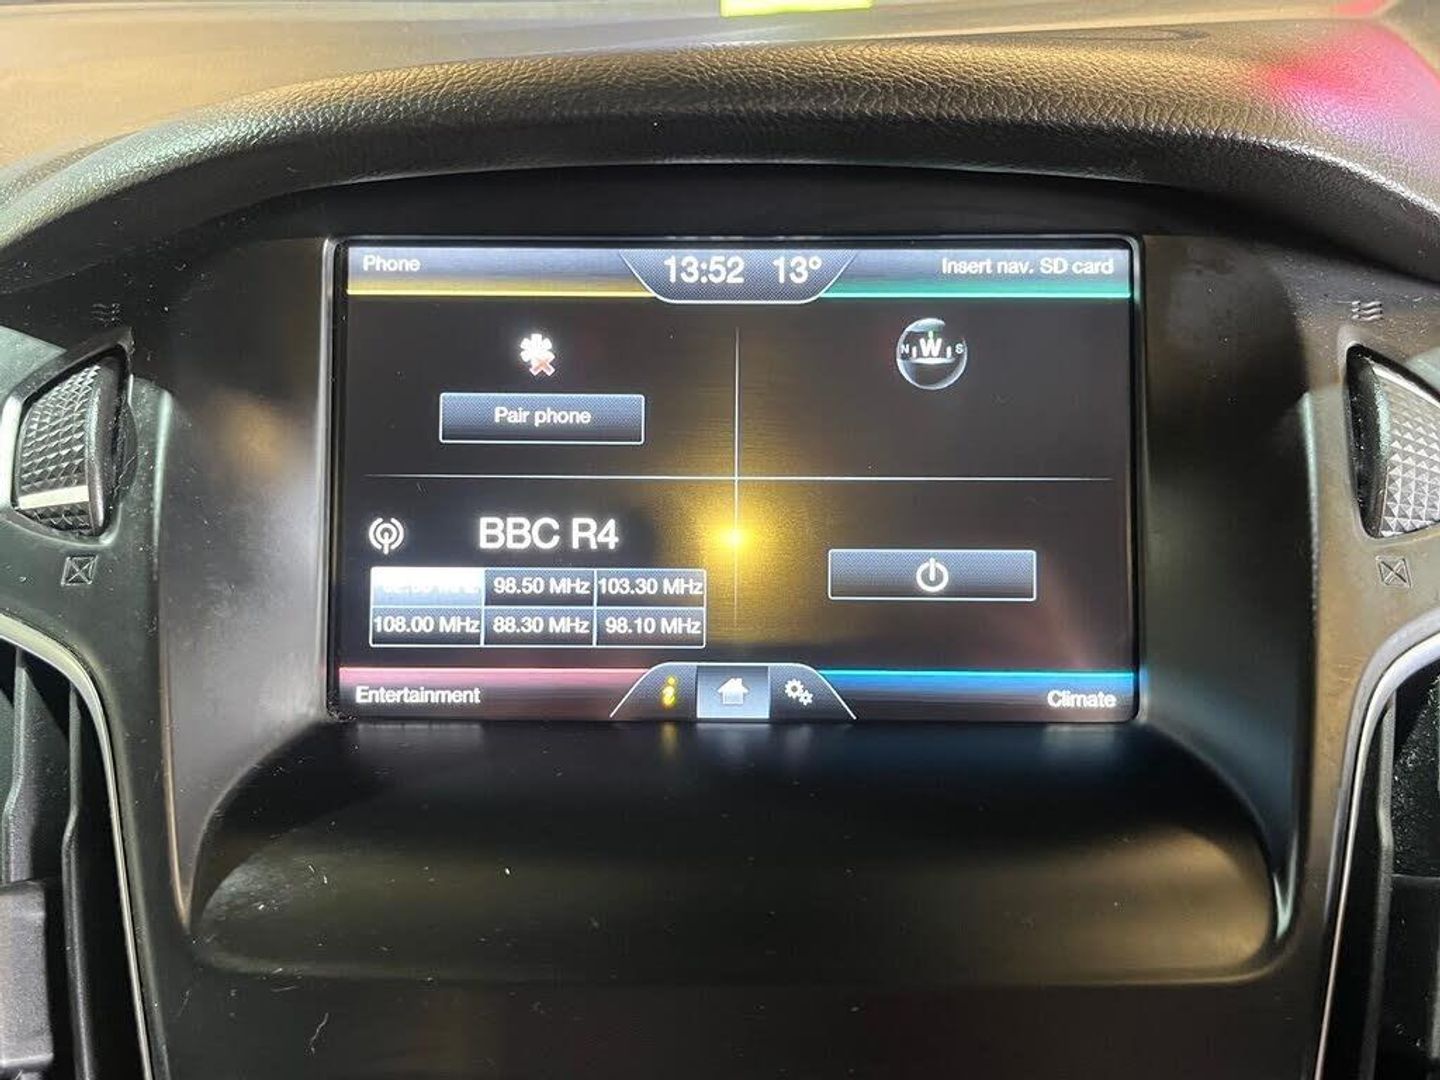 Phone
13:52 13°
Insert nav. SD card
Pair phone
N W S
BBC R4
98.50 MHz 103.30 MHz
108.00 MHz 88.30 MHz 98.10 MHz
Entertainment
i
Climate